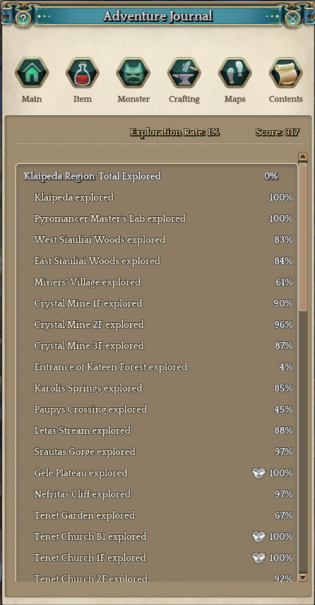 Adventure Journal
Main Item Monster Crafting Maps Contents
Exploration Rate: 1% Score: 317
Klaipeda Region Total Explored 0%
Klaipeda explored 100%
Pyromancer Master's Lab explored 100%
West Siauliai Woods explored 83%
East Siauliai Woods explored 84%
Miners' Village explored 61%
Crystal Mine 1F explored 90%
Crystal Mine 2F explored 96%
Crystal Mine 3F explored 87%
Entrance of Kateen Forest explored 4%
Karolis Springs explored 85%
Paupys Crossing explored 45%
Letas Stream explored 88%
Srautas Gorge explored 97%
Gele Plateau explored 100%
Nefritas Cliff explored 97%
Tenet Garden explored 67%
Tenet Church B1 explored 100%
Tenet Church 1F explored 100%
Tenet Church 2F explored 92%